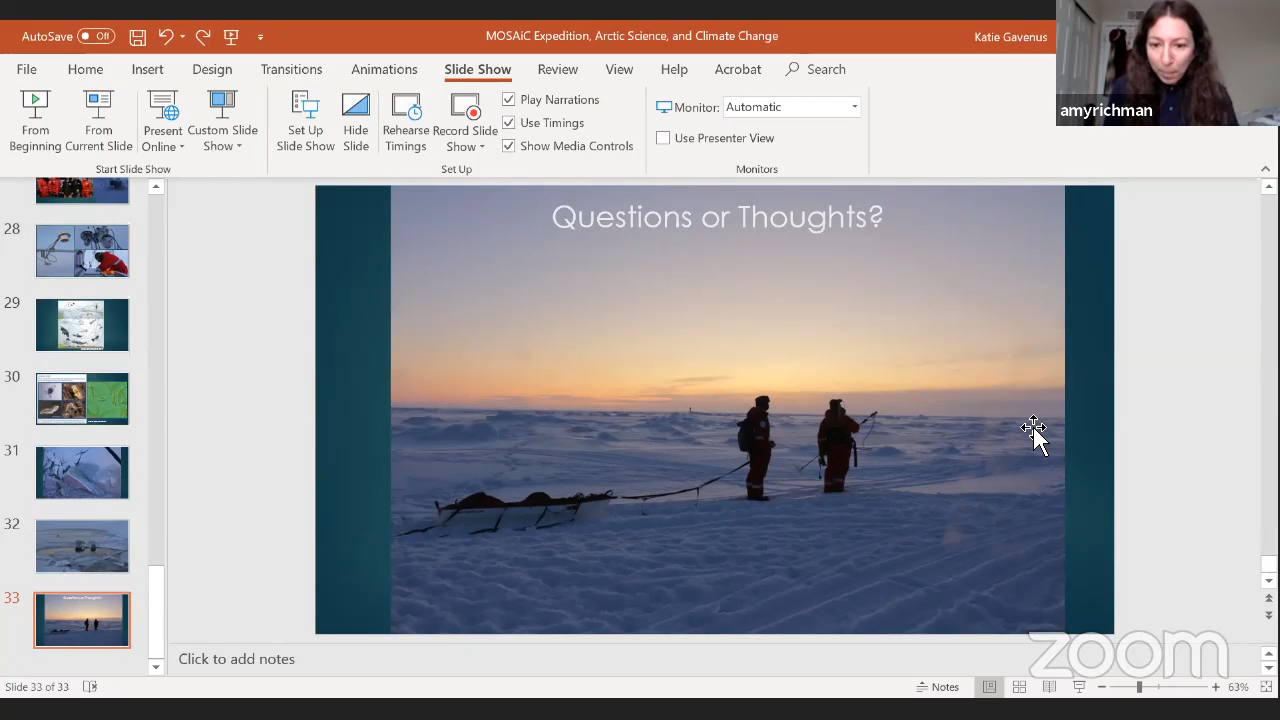 AutoSave Off
MOSAiC Expedition, Arctic Science, and Climate Change
Katie Gavenus
amyrichman
File Home Insert Design Transitions Animations Slide Show Review View Help Acrobat Search
From Beginning
From Current Slide
Present Online
Custom Slide Show
Set Up Slide Show
Hide Slide
Rehearse Timings
Record Slide Show
Play Narrations
Use Timings
Show Media Controls
Monitor: Automatic
Use Presenter View
Start Slide Show
Set Up
Monitors
28
29
30
31
32
33
Questions or Thoughts?
Click to add notes
Slide 33 of 33
Notes
63%
zoom